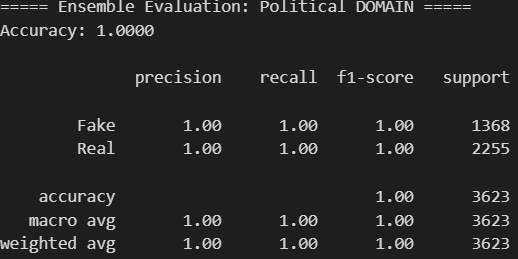 ===== Ensemble Evaluation: Political DOMAIN =====
Accuracy: 1.0000
precision recall f1-score support
Fake 1.00 1.00 1.00 1368
Real 1.00 1.00 1.00 2255
accuracy 1.00 3623
macro avg 1.00 1.00 1.00 3623
weighted avg 1.00 1.00 1.00 3623